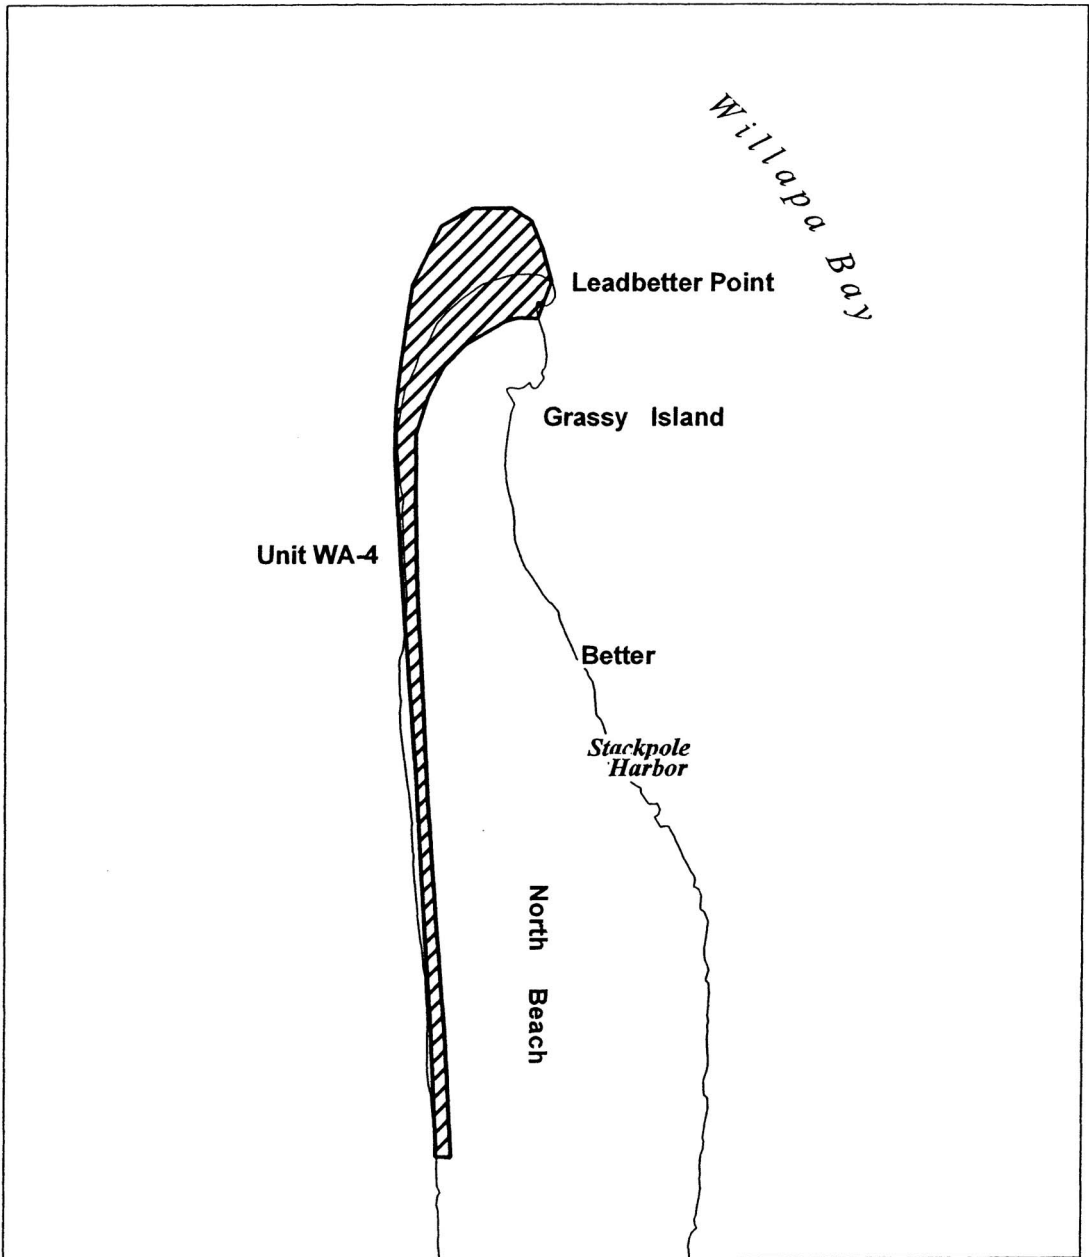 Willapa Bay
Leadbetter Point
Grassy Island
Unit WA-4
Better
Stackpole
Harbor
North Beach